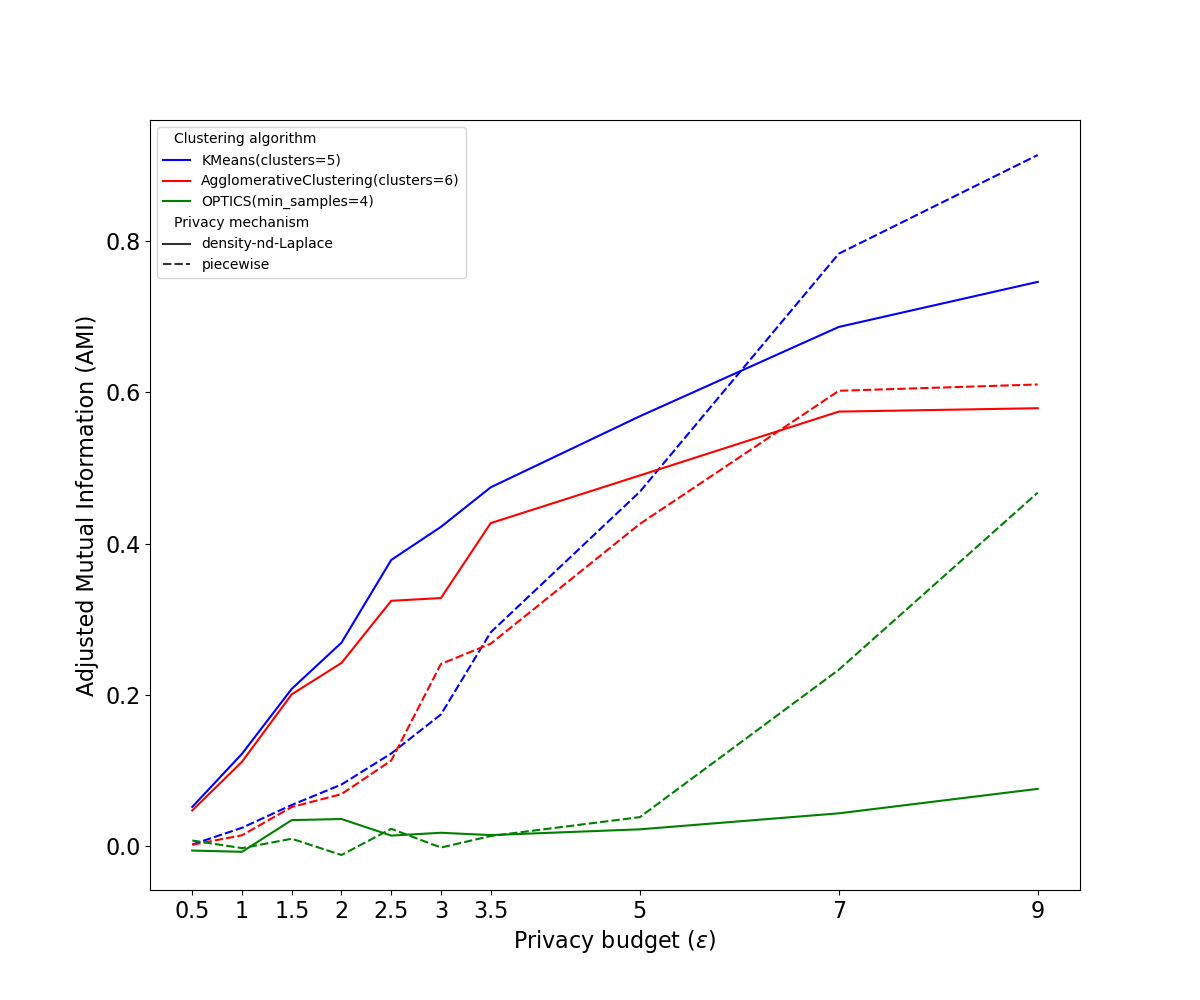 Clustering algorithm
KMeans(clusters=5)
AgglomerativeClustering(clusters=6)
OPTICS(min_samples=4)
Privacy mechanism
density-nd-Laplace
piecewise
Adjusted Mutual Information (AMI)
0.8
0.6
0.4
0.2
0.0
0.5 1 1.5 2 2.5 3 3.5 5 7 9
Privacy budget (ε)